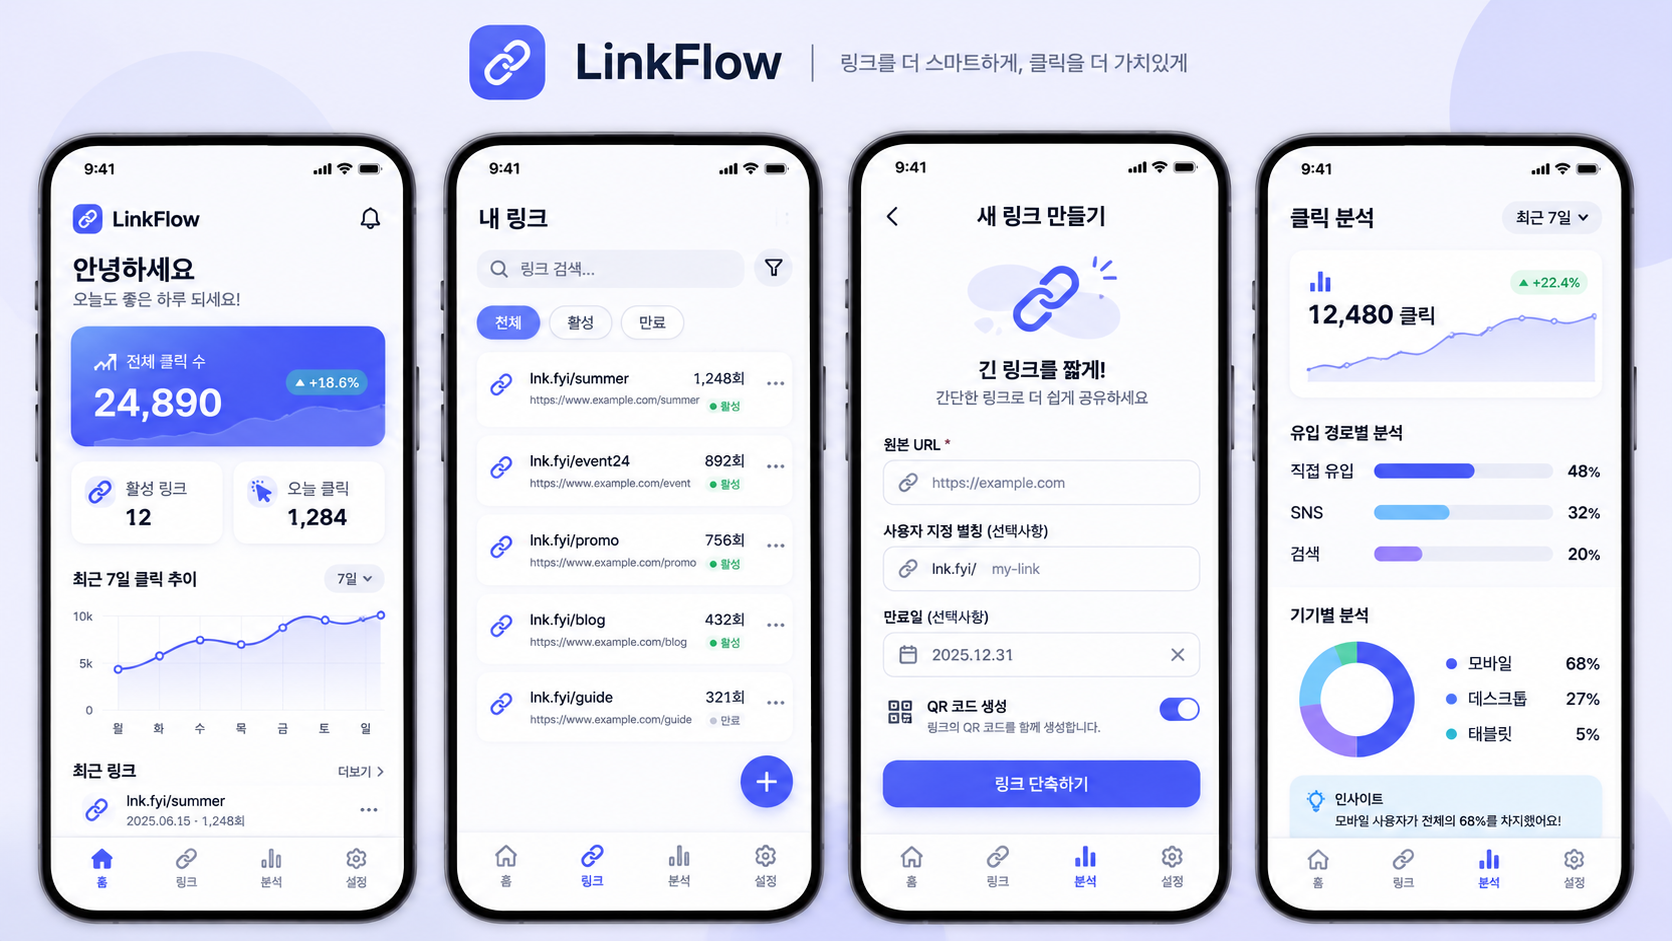 LinkFlow
링크를 더 스마트하게, 클릭을 더 가치있게
9:41
LinkFlow
안녕하세요
오늘도 좋은 하루 되세요!
전체 클릭 수
24,890
▲ +18.6%
활성 링크
12
오늘 클릭
1,284
최근 7일 클릭 추이
7일
10k
5k
0
월 화 수 목 금 토 일
최근 링크
더보기 >
lnk.fyi/summer
2025.06.15 · 1,248회
홈 링크 분석 설정
9:41
내 링크
링크 검색...
전체 활성 만료
lnk.fyi/summer 1,248회
https://www.example.com/summer 활성
lnk.fyi/event24 892회
https://www.example.com/event 활성
lnk.fyi/promo 756회
https://www.example.com/promo 활성
lnk.fyi/blog 432회
https://www.example.com/blog 활성
lnk.fyi/guide 321회
https://www.example.com/guide 만료
홈 링크 분석 설정
9:41
새 링크 만들기
긴 링크를 짧게!
간단한 링크로 더 쉽게 공유하세요
원본 URL *
https://example.com
사용자 지정 별칭 (선택사항)
lnk.fyi/ my-link
만료일 (선택사항)
2025.12.31
QR 코드 생성
링크의 QR 코드를 함께 생성합니다.
링크 단축하기
홈 링크 분석 설정
9:41
클릭 분석
최근 7일
▲ +22.4%
12,480 클릭
유입 경로별 분석
직접 유입 48%
SNS 32%
검색 20%
기기별 분석
모바일 68%
데스크톱 27%
태블릿 5%
인사이트
모바일 사용자가 전체의 68%를 차지했어요!
홈 링크 분석 설정